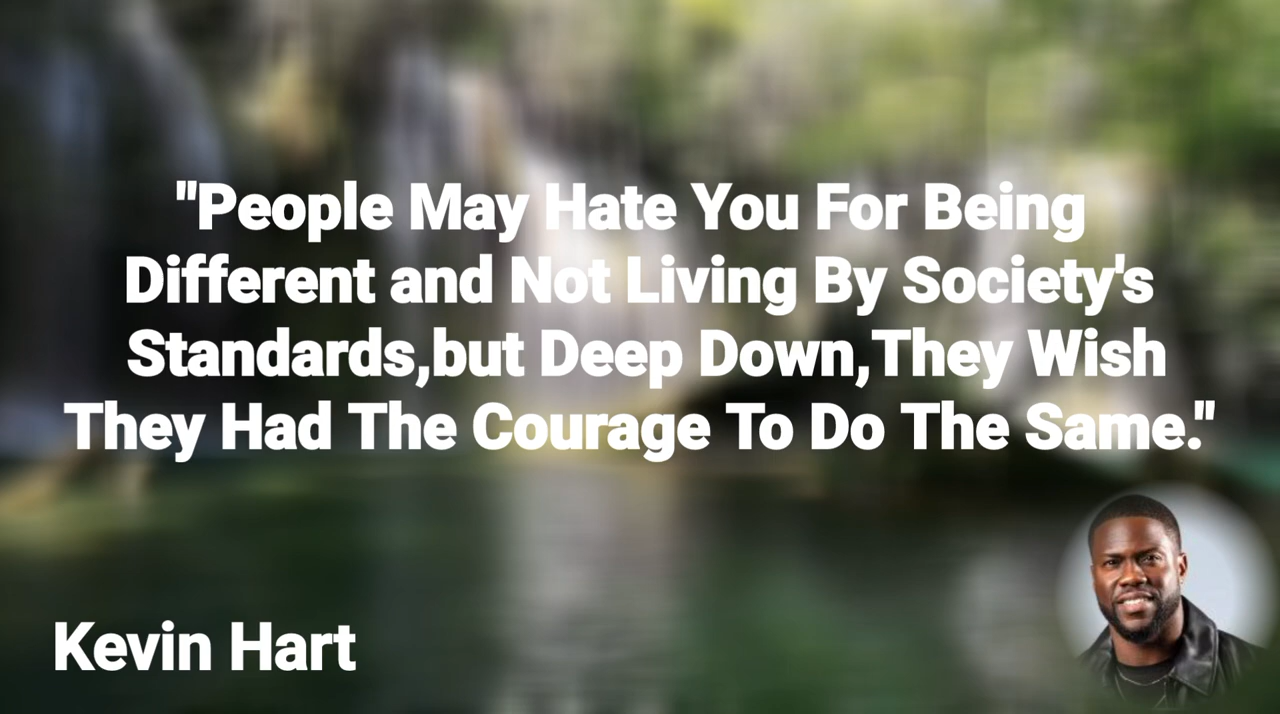 "People May Hate You For Being
Different and Not Living By Society's
Standards,but Deep Down,They Wish
They Had The Courage To Do The Same."
Kevin Hart